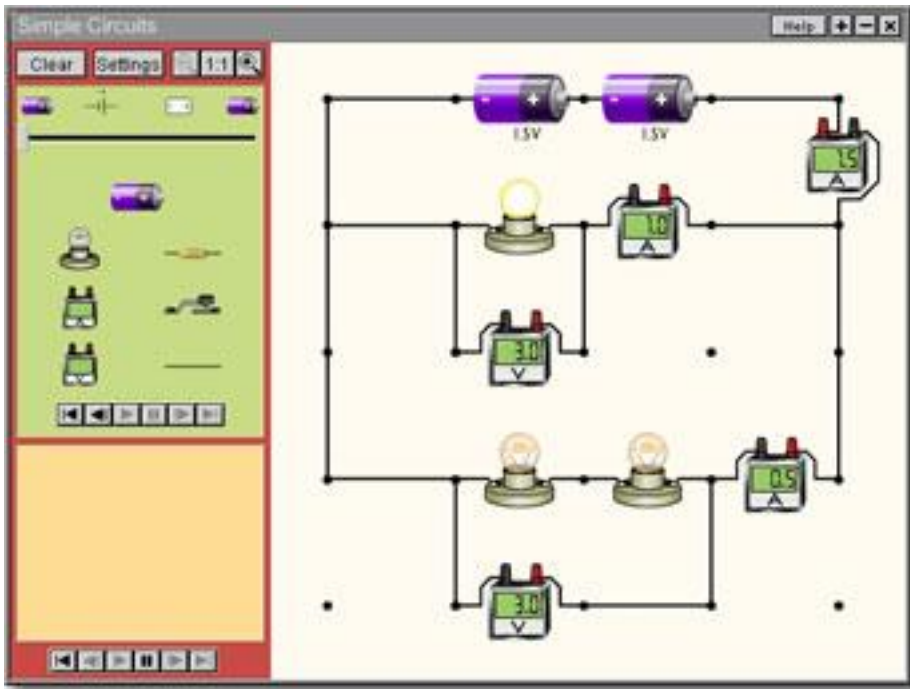 Simple Circuits
Help + - ×
Clear Settings 1:1
1.5V 1.5V
1.5
A
1.0
A
3.0
V
0.5
A
3.0
V